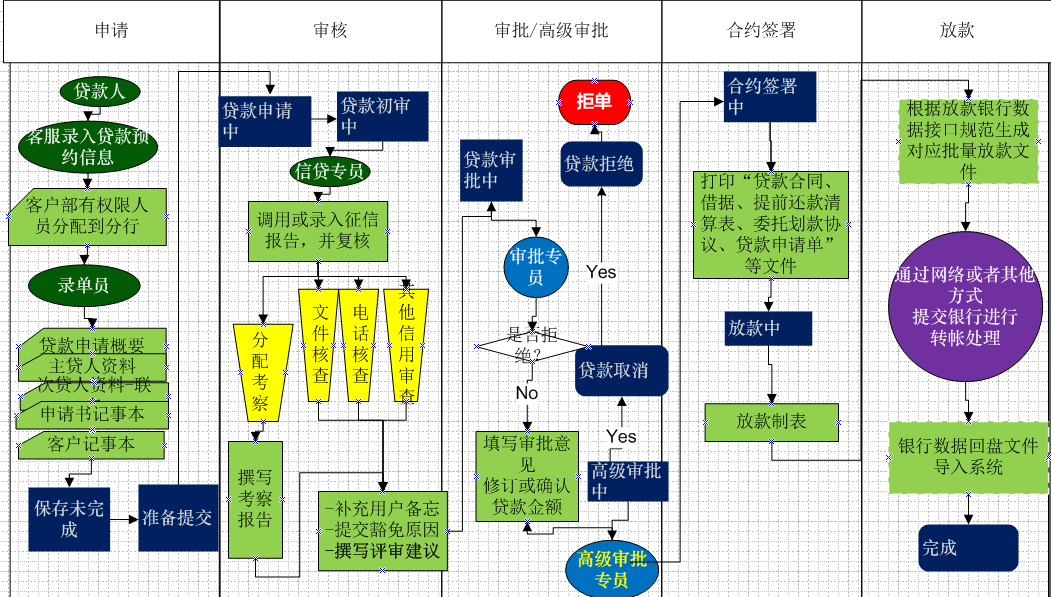 申请
审核
审批/高级审批
合约签署
放款
贷款人
客服录入贷款预
约信息
客户部有权限人
员分配到分行
录单员
贷款申请概要
主贷人资料
次贷人资料-联
申请书记事本
客户记事本
保存未完
成
准备提交
贷款申请
中
贷款初审
中
信贷专员
调用或录入征信
报告，并复核
分配考察
文件核查
电话核查
其他信用审查
撰写
考察
报告
-补充用户备忘
-提交豁免原因
-撰写评审建议
贷款审
批中
审批专
员
是否拒
绝？
No
填写审批意
见
修订或确认
贷款金额
拒单
贷款拒绝
Yes
贷款取消
Yes
高级审批
中
高级审批
专员
合约签署
中
打印“贷款合同、
借据、提前还款清
算表、委托划款协
议、贷款申请单”
等文件
放款中
放款制表
根据放款银行数
据接口规范生成
对应批量放款文
件
通过网络或者其他
方式
提交银行进行
转帐处理
银行数据回盘文件
导入系统
完成